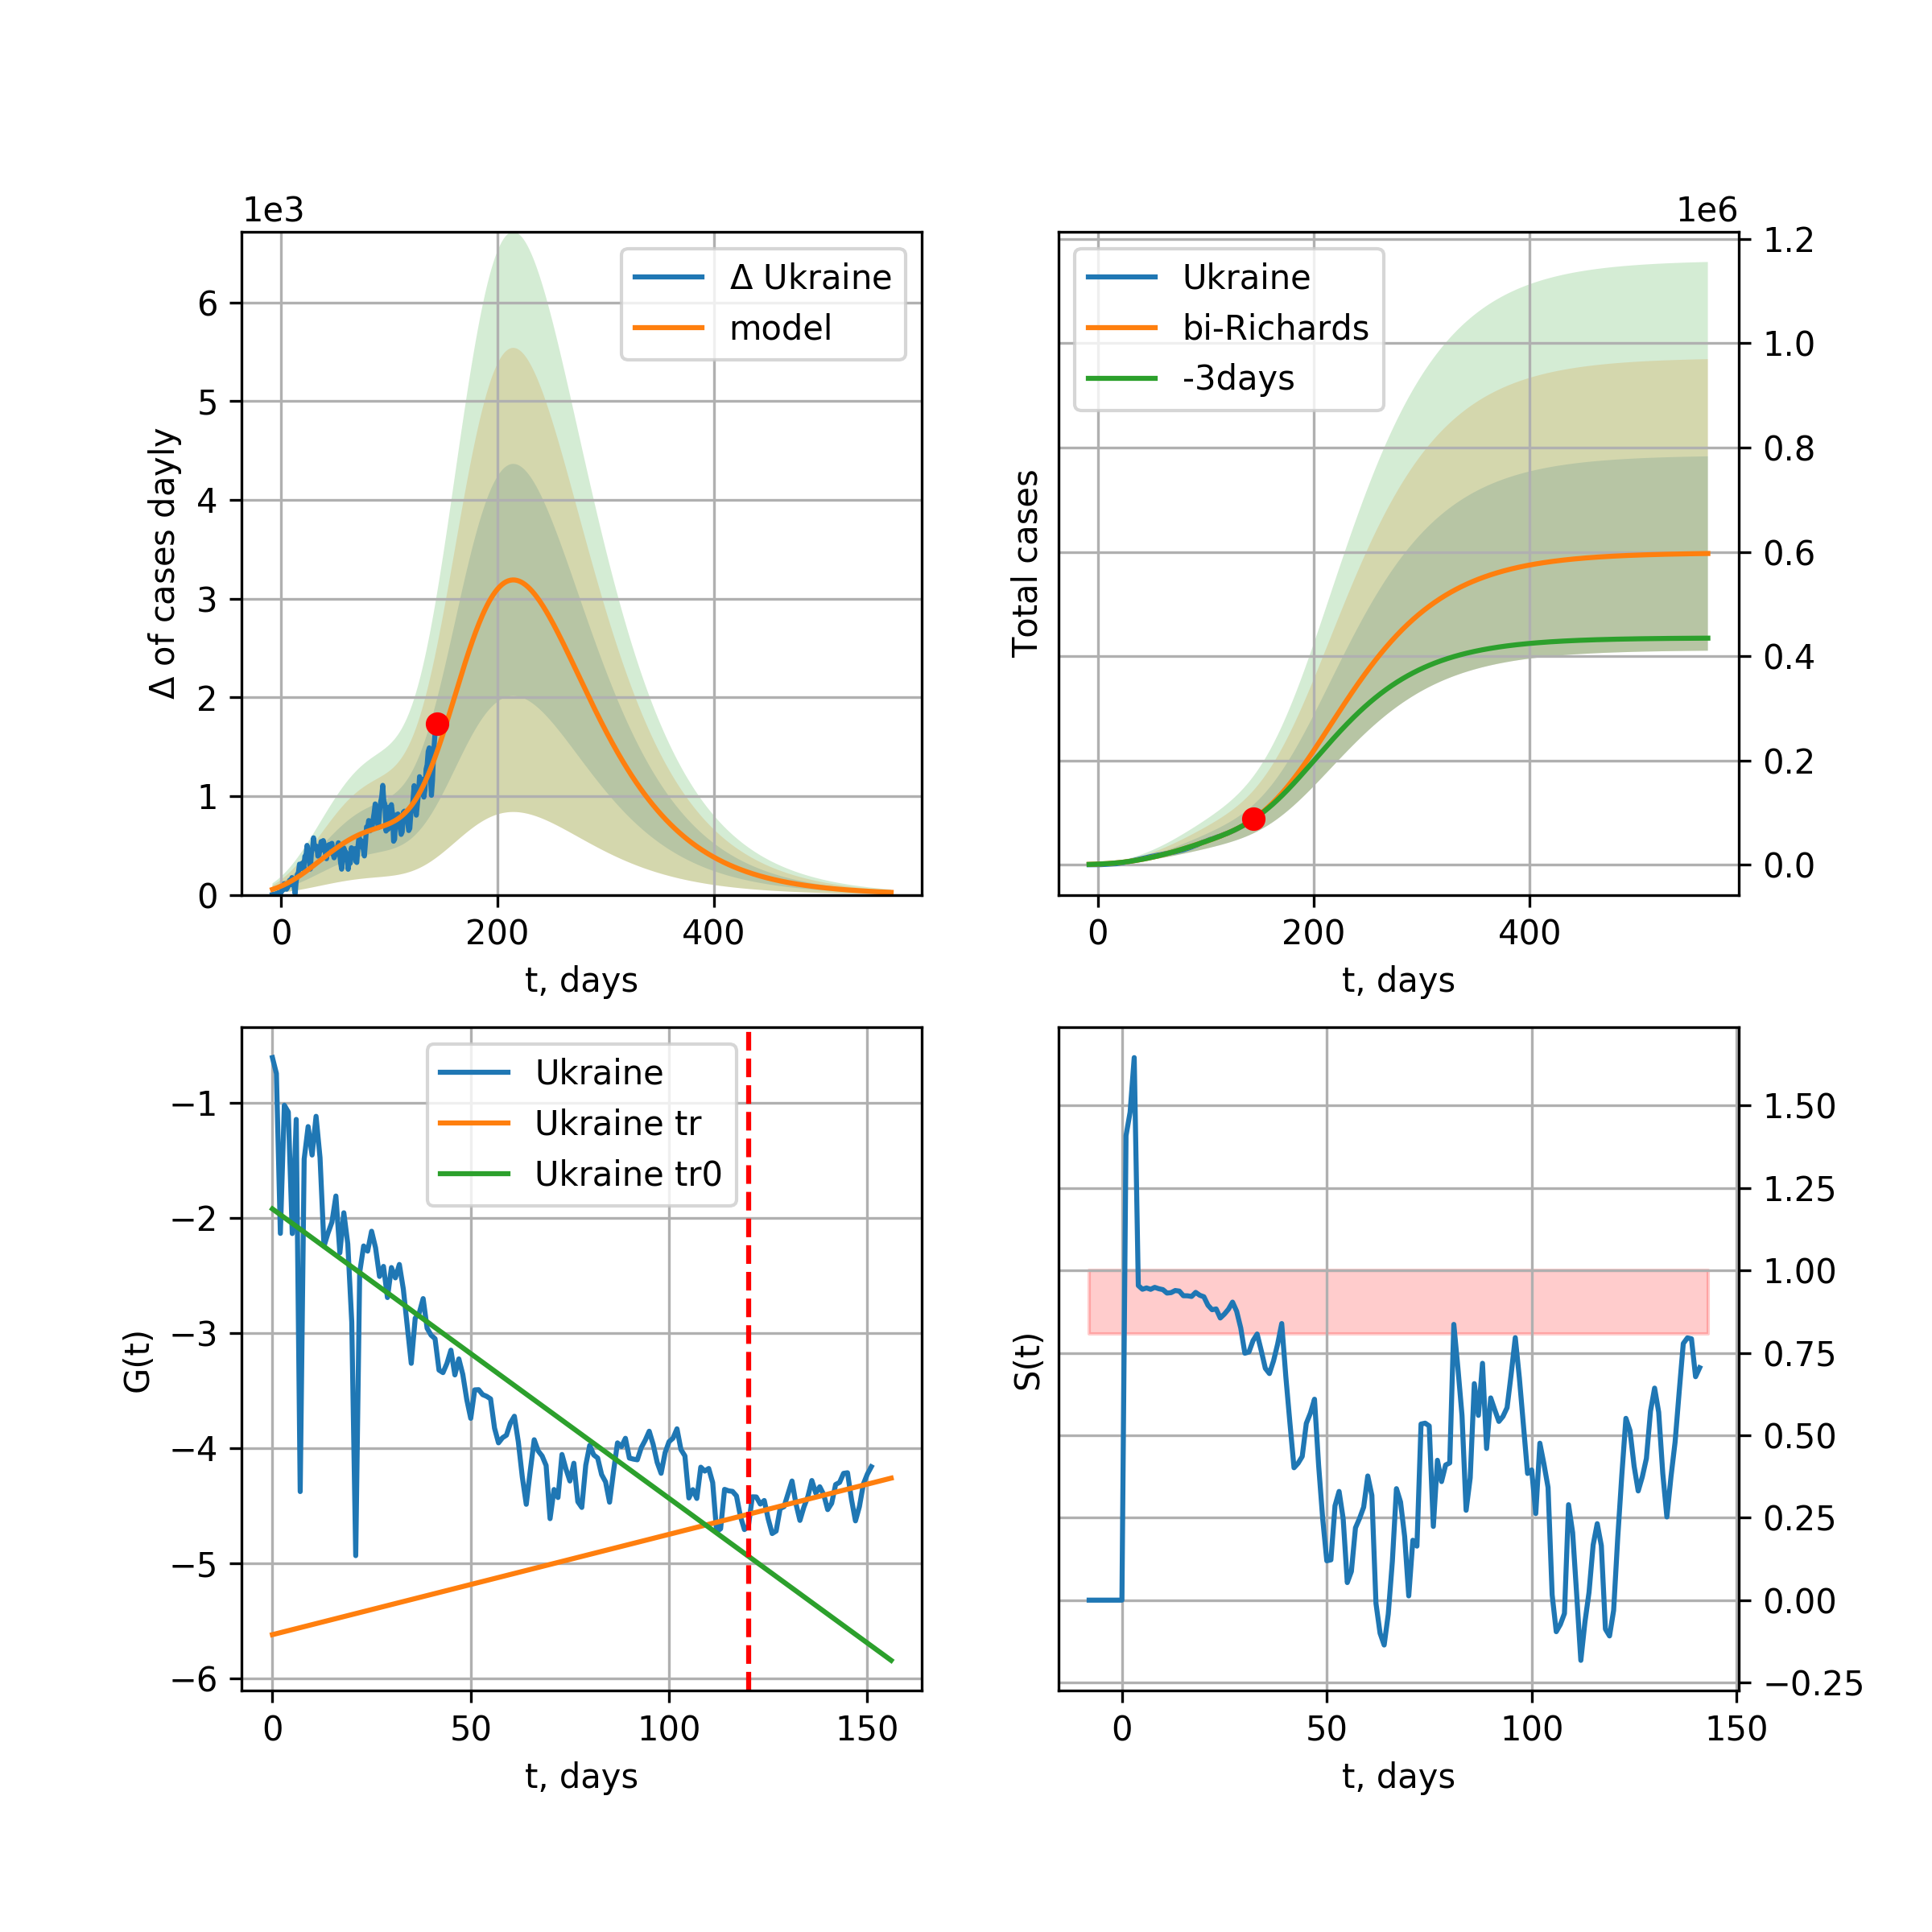 1e3
Δ Ukraine
model
6
5
4
3
2
1
0
Δ of cases dayly
0
200
400
t, days
1e6
Ukraine
bi-Richards
-3days
1.2
1.0
0.8
0.6
0.4
0.2
0.0
Total cases
0
200
400
t, days
Ukraine
Ukraine tr
Ukraine tr0
−1
−2
−3
−4
−5
−6
G(t)
0
50
100
150
t, days
1.50
1.25
1.00
0.75
0.50
0.25
0.00
−0.25
S(t)
0
50
100
150
t, days